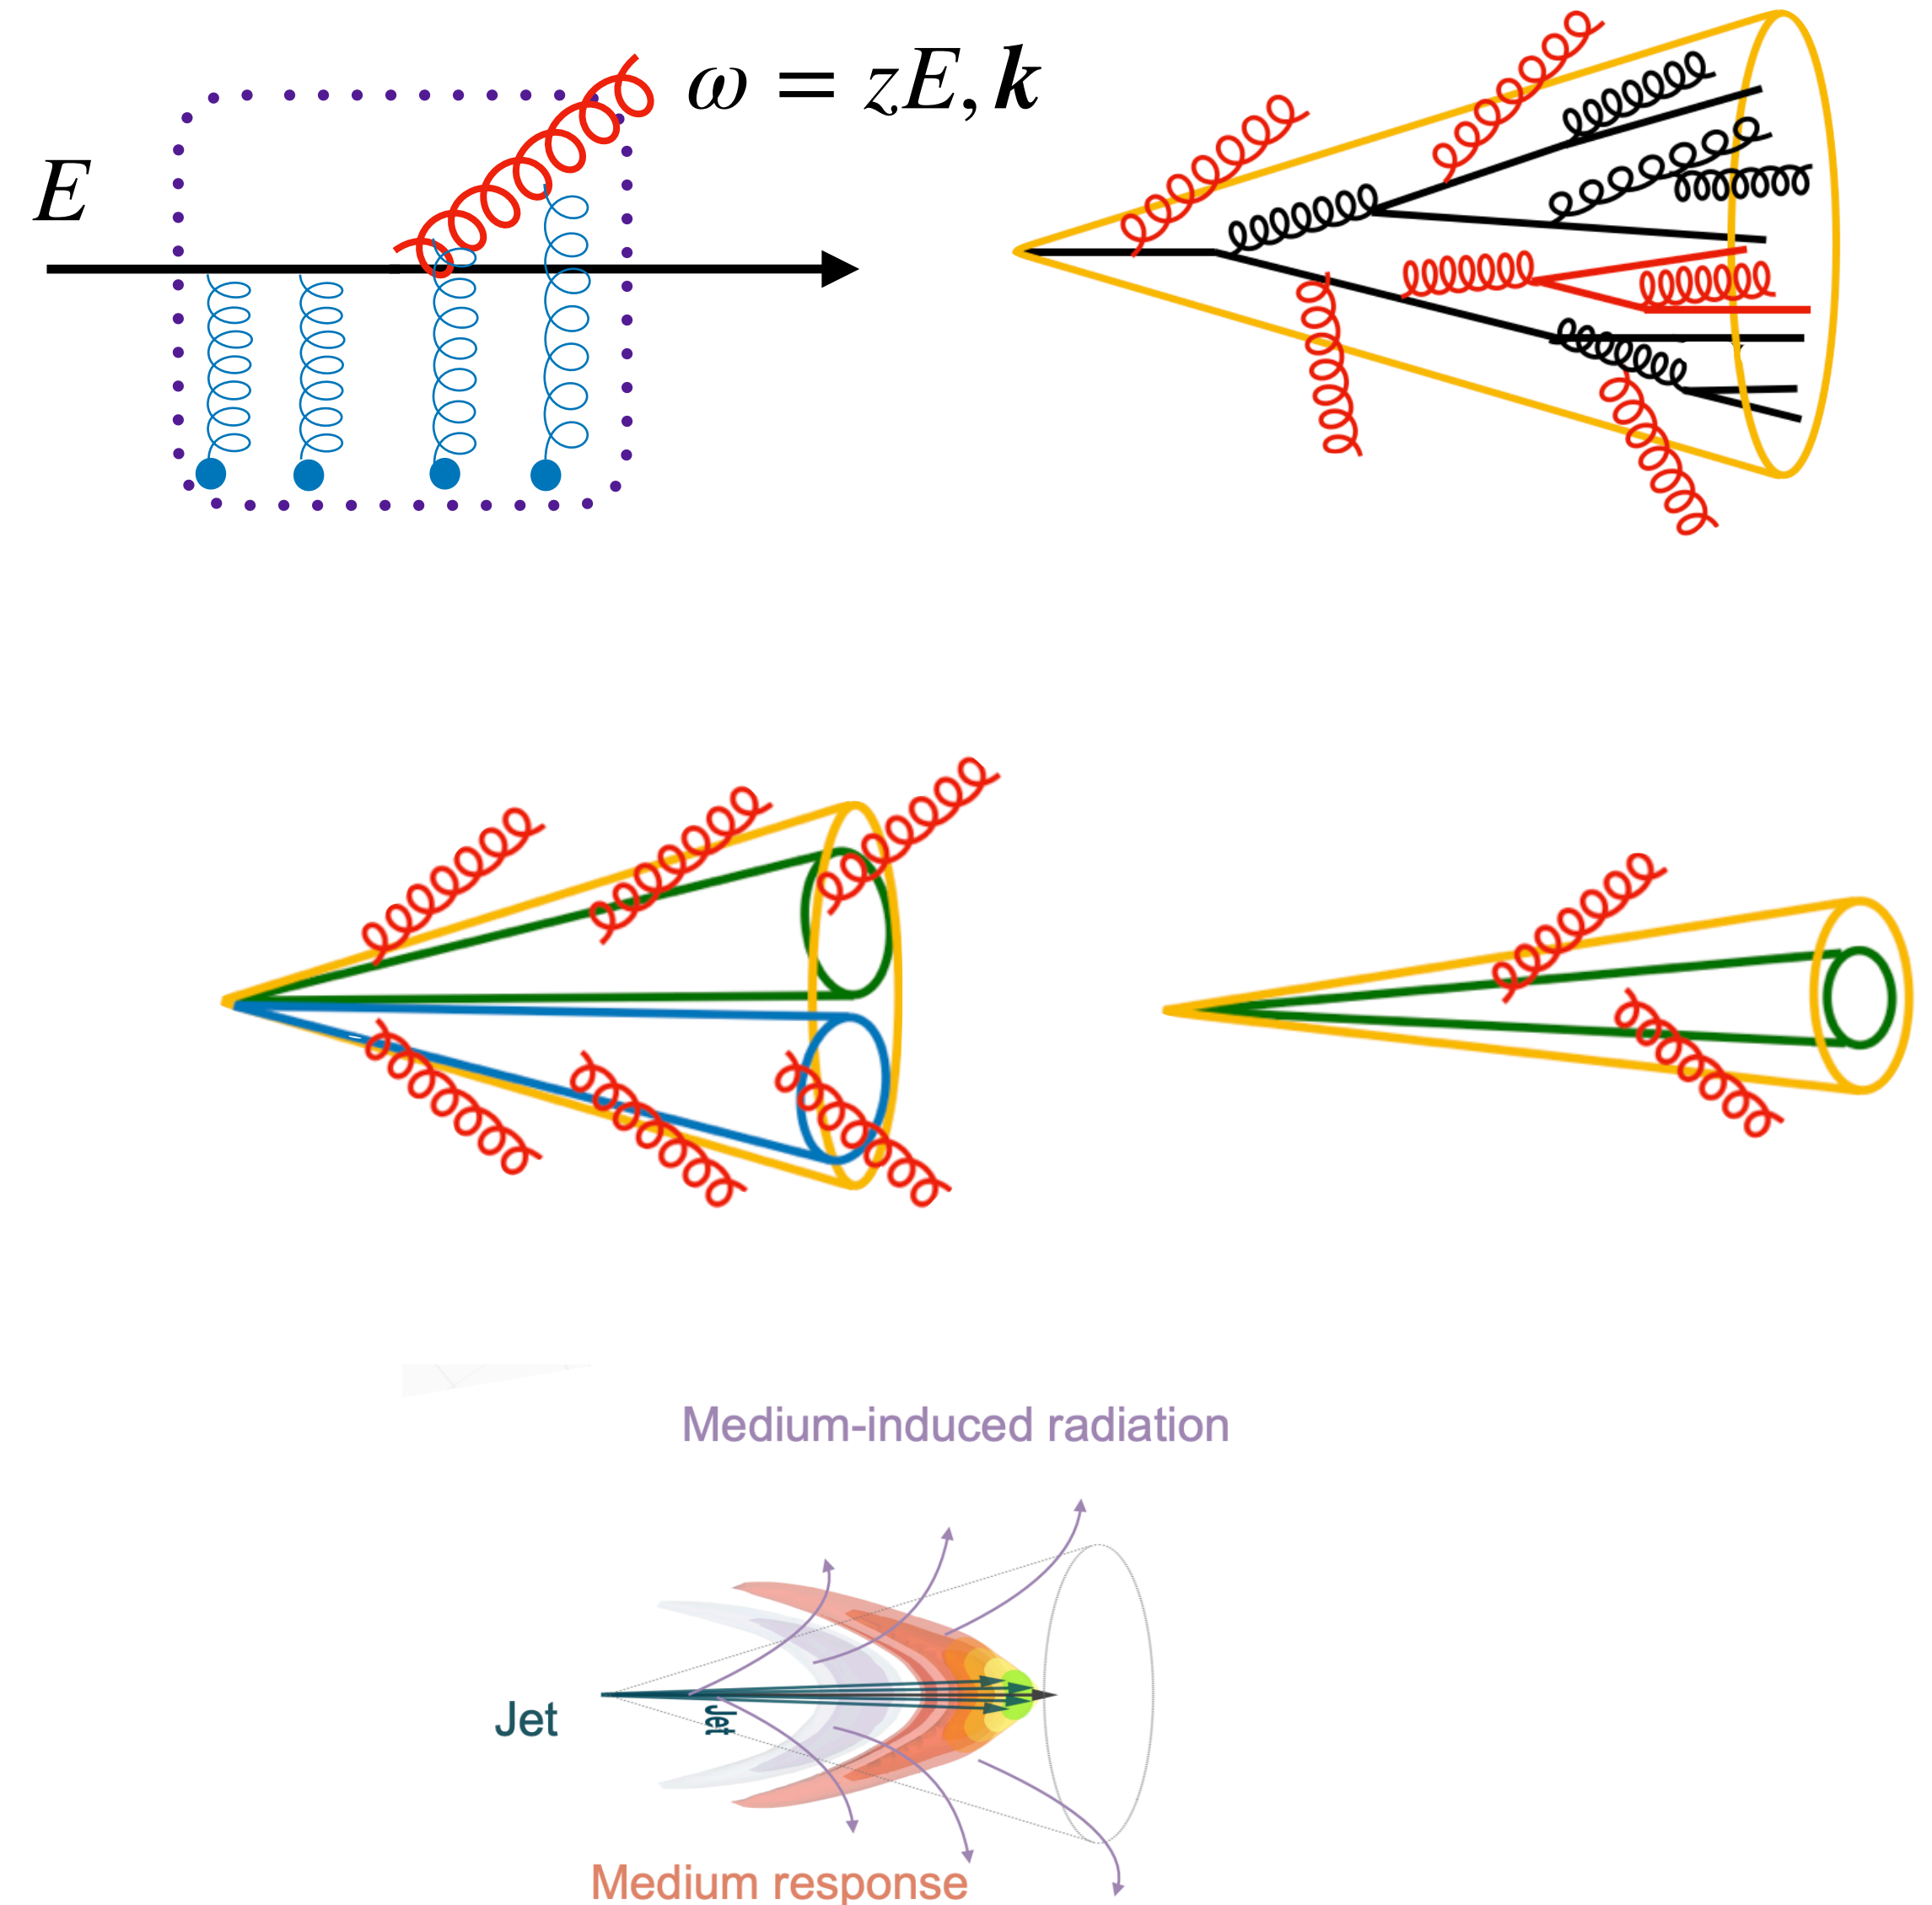 ω = zE, k
E
Medium-induced radiation
Jet
Jet
Medium response